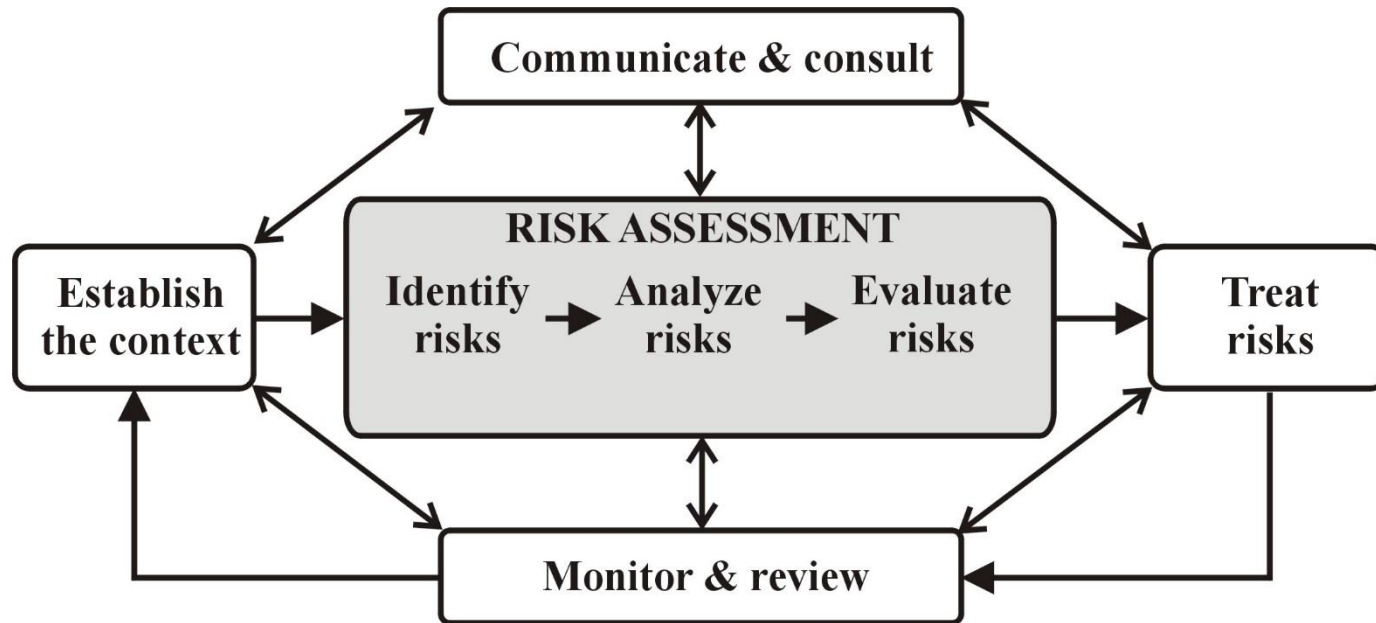 Communicate & consult
RISK ASSESSMENT
Establish
the context
Identify
risks
Analyze
risks
Evaluate
risks
Treat
risks
Monitor & review